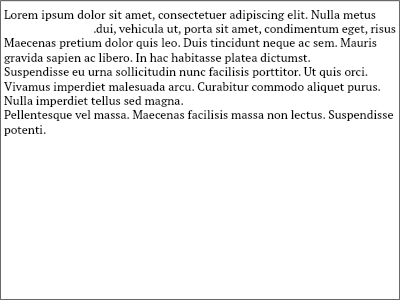 Lorem ipsum dolor sit amet, consectetuer adipiscing elit. Nulla metus
.dui, vehicula ut, porta sit amet, condimentum eget, risus
Maecenas pretium dolor quis leo. Duis tincidunt neque ac sem. Mauris
gravida sapien ac libero. In hac habitasse platea dictumst.
Suspendisse eu urna sollicitudin nunc facilisis porttitor. Ut quis orci.
Vivamus imperdiet malesuada arcu. Curabitur commodo aliquet purus.
Nulla imperdiet tellus sed magna.
Pellentesque vel massa. Maecenas facilisis massa non lectus. Suspendisse
potenti.